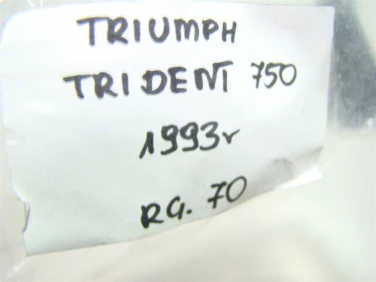 TRIUMPH
TRIDENT 750
1993r
RG. 70